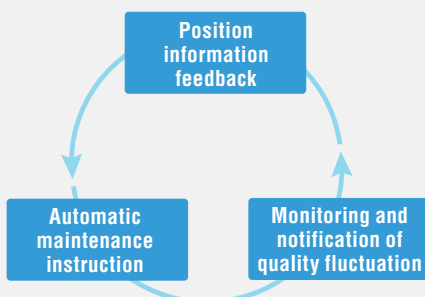 Position
information
feedback
Automatic
maintenance
instruction
Monitoring and
notification of
quality fluctuation